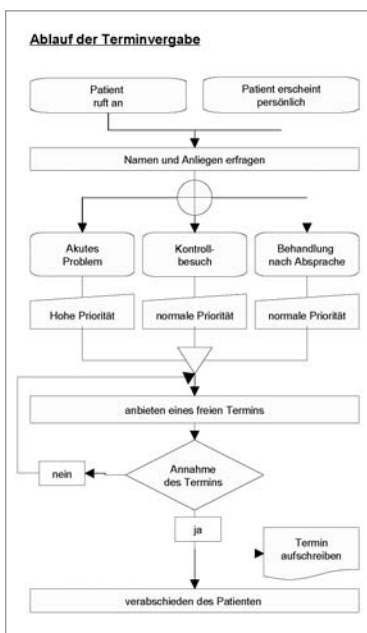 Ablauf der Terminvergabe
Patient
ruft an
Patient erscheint
persönlich
Namen und Anliegen erfragen
Akutes
Problem
Kontroll-
besuch
Behandlung
nach Absprache
Hohe Priorität
normale Priorität
normale Priorität
anbieten eines freien Termins
Annahme
des Termins
nein
ja
Termin
aufschreiben
verabschieden des Patienten